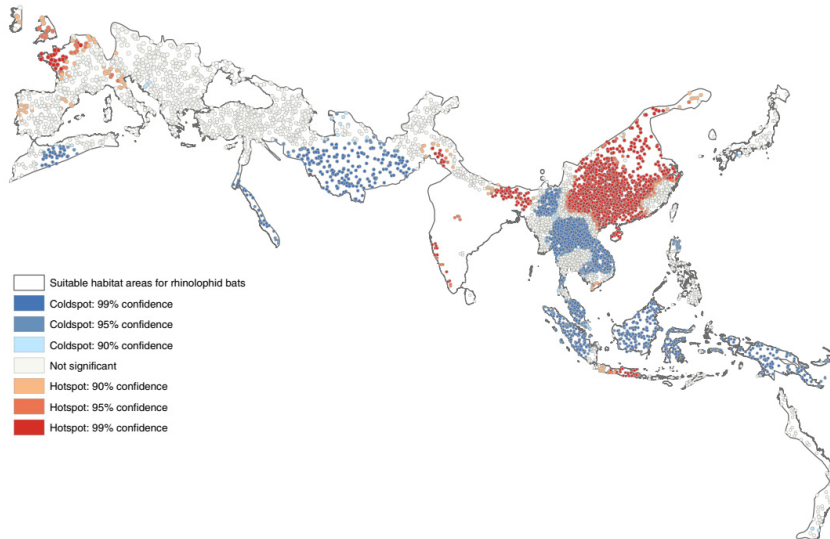 Suitable habitat areas for rhinolophid bats
Coldspot: 99% confidence
Coldspot: 95% confidence
Coldspot: 90% confidence
Not significant
Hotspot: 90% confidence
Hotspot: 95% confidence
Hotspot: 99% confidence